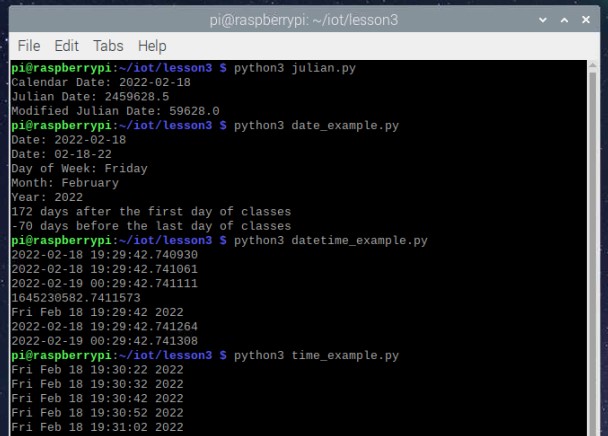 pi@raspberrypi: ~/iot/lesson3
File Edit Tabs Help
pi@raspberrypi:~/iot/lesson3 $ python3 julian.py
Calendar Date: 2022-02-18
Julian Date: 2459628.5
Modified Julian Date: 59628.0
pi@raspberrypi:~/iot/lesson3 $ python3 date_example.py
Date: 2022-02-18
Date: 02-18-22
Day of Week: Friday
Month: February
Year: 2022
172 days after the first day of classes
-70 days before the last day of classes
pi@raspberrypi:~/iot/lesson3 $ python3 datetime_example.py
2022-02-18 19:29:42.740930
2022-02-18 19:29:42.741061
2022-02-19 00:29:42.741111
1645230582.7411573
Fri Feb 18 19:29:42 2022
2022-02-18 19:29:42.741264
2022-02-19 00:29:42.741308
pi@raspberrypi:~/iot/lesson3 $ python3 time_example.py
Fri Feb 18 19:30:22 2022
Fri Feb 18 19:30:32 2022
Fri Feb 18 19:30:42 2022
Fri Feb 18 19:30:52 2022
Fri Feb 18 19:31:02 2022